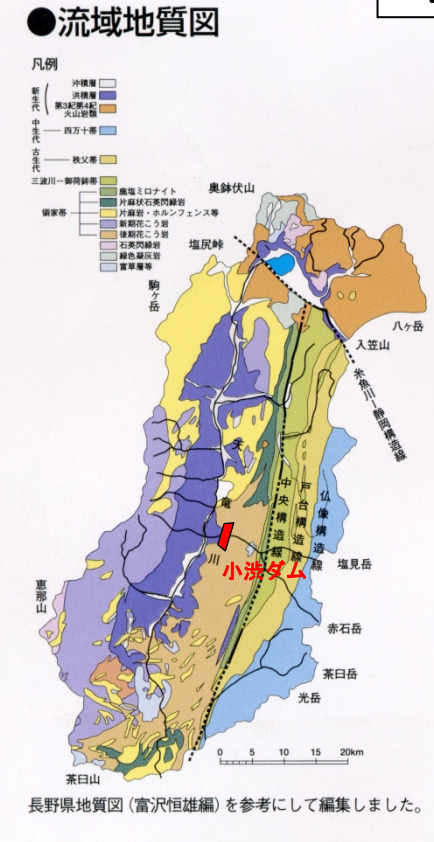 ●流域地質図
凡例
新生代
沖積層
洪積層
第3紀第4紀
火山岩類
中生代
四万十帯
古生代
秩父帯
三波川ー御荷鉾帯
領家帯
鹿塩ミロナイト
片麻状石英閃緑岩
片麻岩・ホルンフェンス等
新期花こう岩
後期花こう岩
石英閃緑岩
緑色凝灰岩
富草層等
奥鉢伏山
塩尻峠
駒ヶ岳
八ヶ岳
入笠山
糸魚川ー静岡構造線
天
竜
川
中央構造線
戸台構造線
仏像構造線
小渋ダム
塩見岳
恵那山
赤石岳
茶臼岳
光岳
茶臼山
0 5 10 15 20km
長野県地質図(富沢恒雄編)を参考にして編集しました。